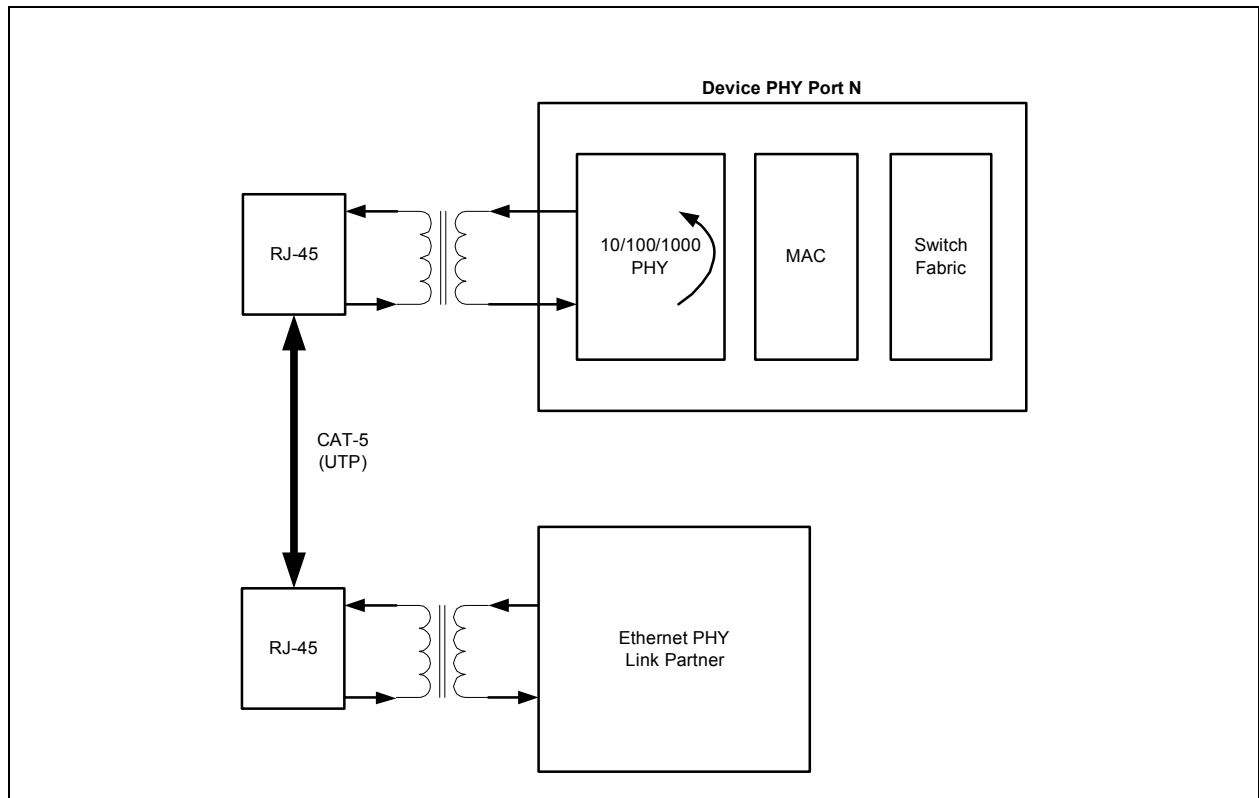 Device PHY Port N
RJ-45
10/100/1000
PHY
MAC
Switch
Fabric
CAT-5
(UTP)
RJ-45
Ethernet PHY
Link Partner